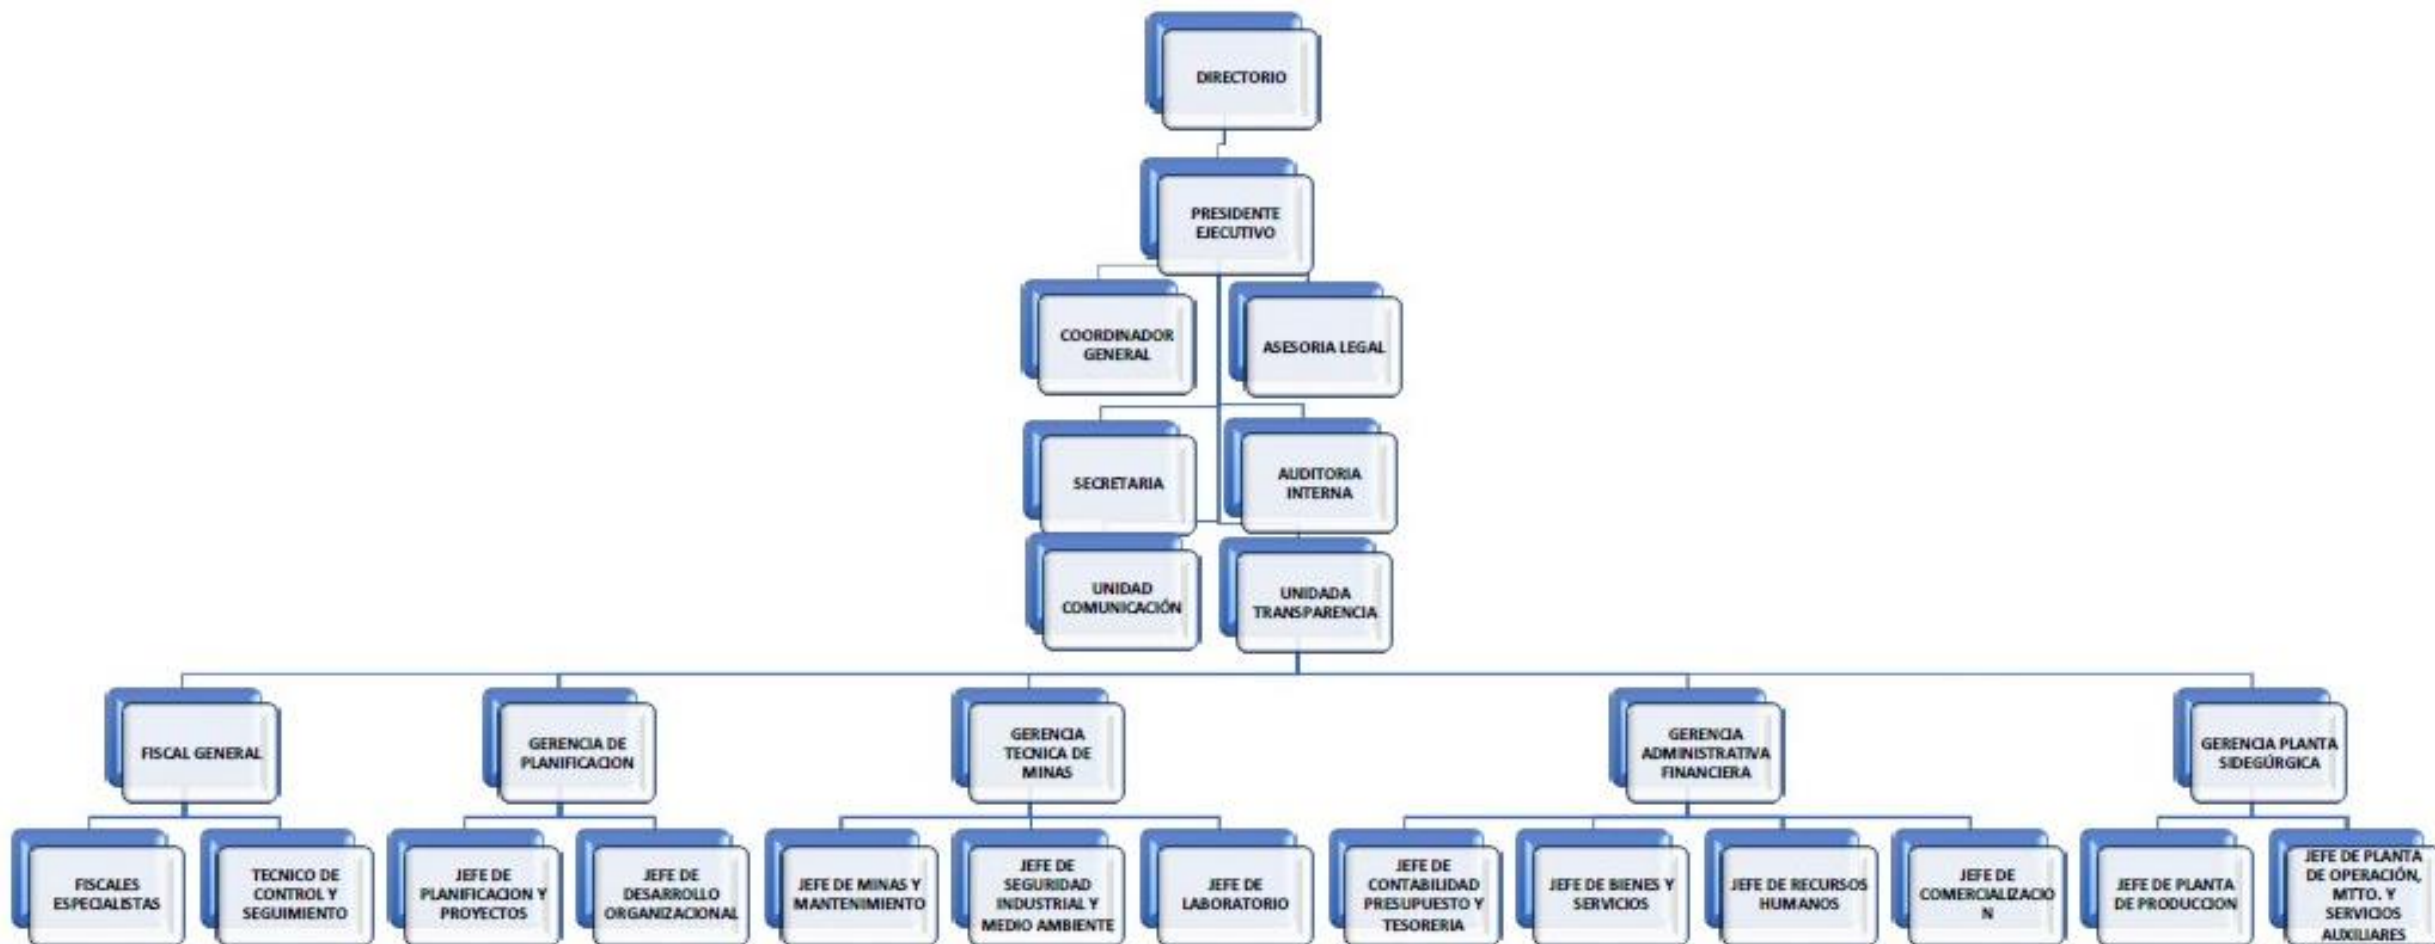 DIRECTORIO
PRESIDENTE
EJECUTIVO
COORDINADOR
GENERAL
ASESORIA LEGAL
SECRETARIA
AUDITORIA
INTERNA
UNIDAD
COMUNICACIÓN
UNIDADA
TRANSPARENCIA
FISCAL GENERAL
GERENCIA DE
PLANIFICACION
GERENCIA
TECNICA DE
MINAS
GERENCIA
ADMINISTRATIVA
FINANCIERA
GERENCIA PLANTA
SIDEGÚRGICA
FISCALES
ESPECIALISTAS
TECNICO DE
CONTROL Y
SEGUIMIENTO
JEFE DE
PLANIFICACION Y
PROYECTOS
JEFE DE
DESARROLLO
ORGANIZACIONAL
JEFE DE MINAS Y
MANTENIMIENTO
JEFE DE
SEGURIDAD
INDUSTRIAL Y
MEDIO AMBIENTE
JEFE DE
LABORATORIO
JEFE DE
CONTABILIDAD
PRESUPUESTO Y
TESORERIA
JEFE DE BIENES Y
SERVICIOS
JEFE DE RECURSOS
HUMANOS
JEFE DE
COMERCIALIZACIO
N
JEFE DE PLANTA
DE PRODUCCION
JEFE DE PLANTA
DE OPERACIÓN,
MTTO. Y
SERVICIOS
AUXILIARES